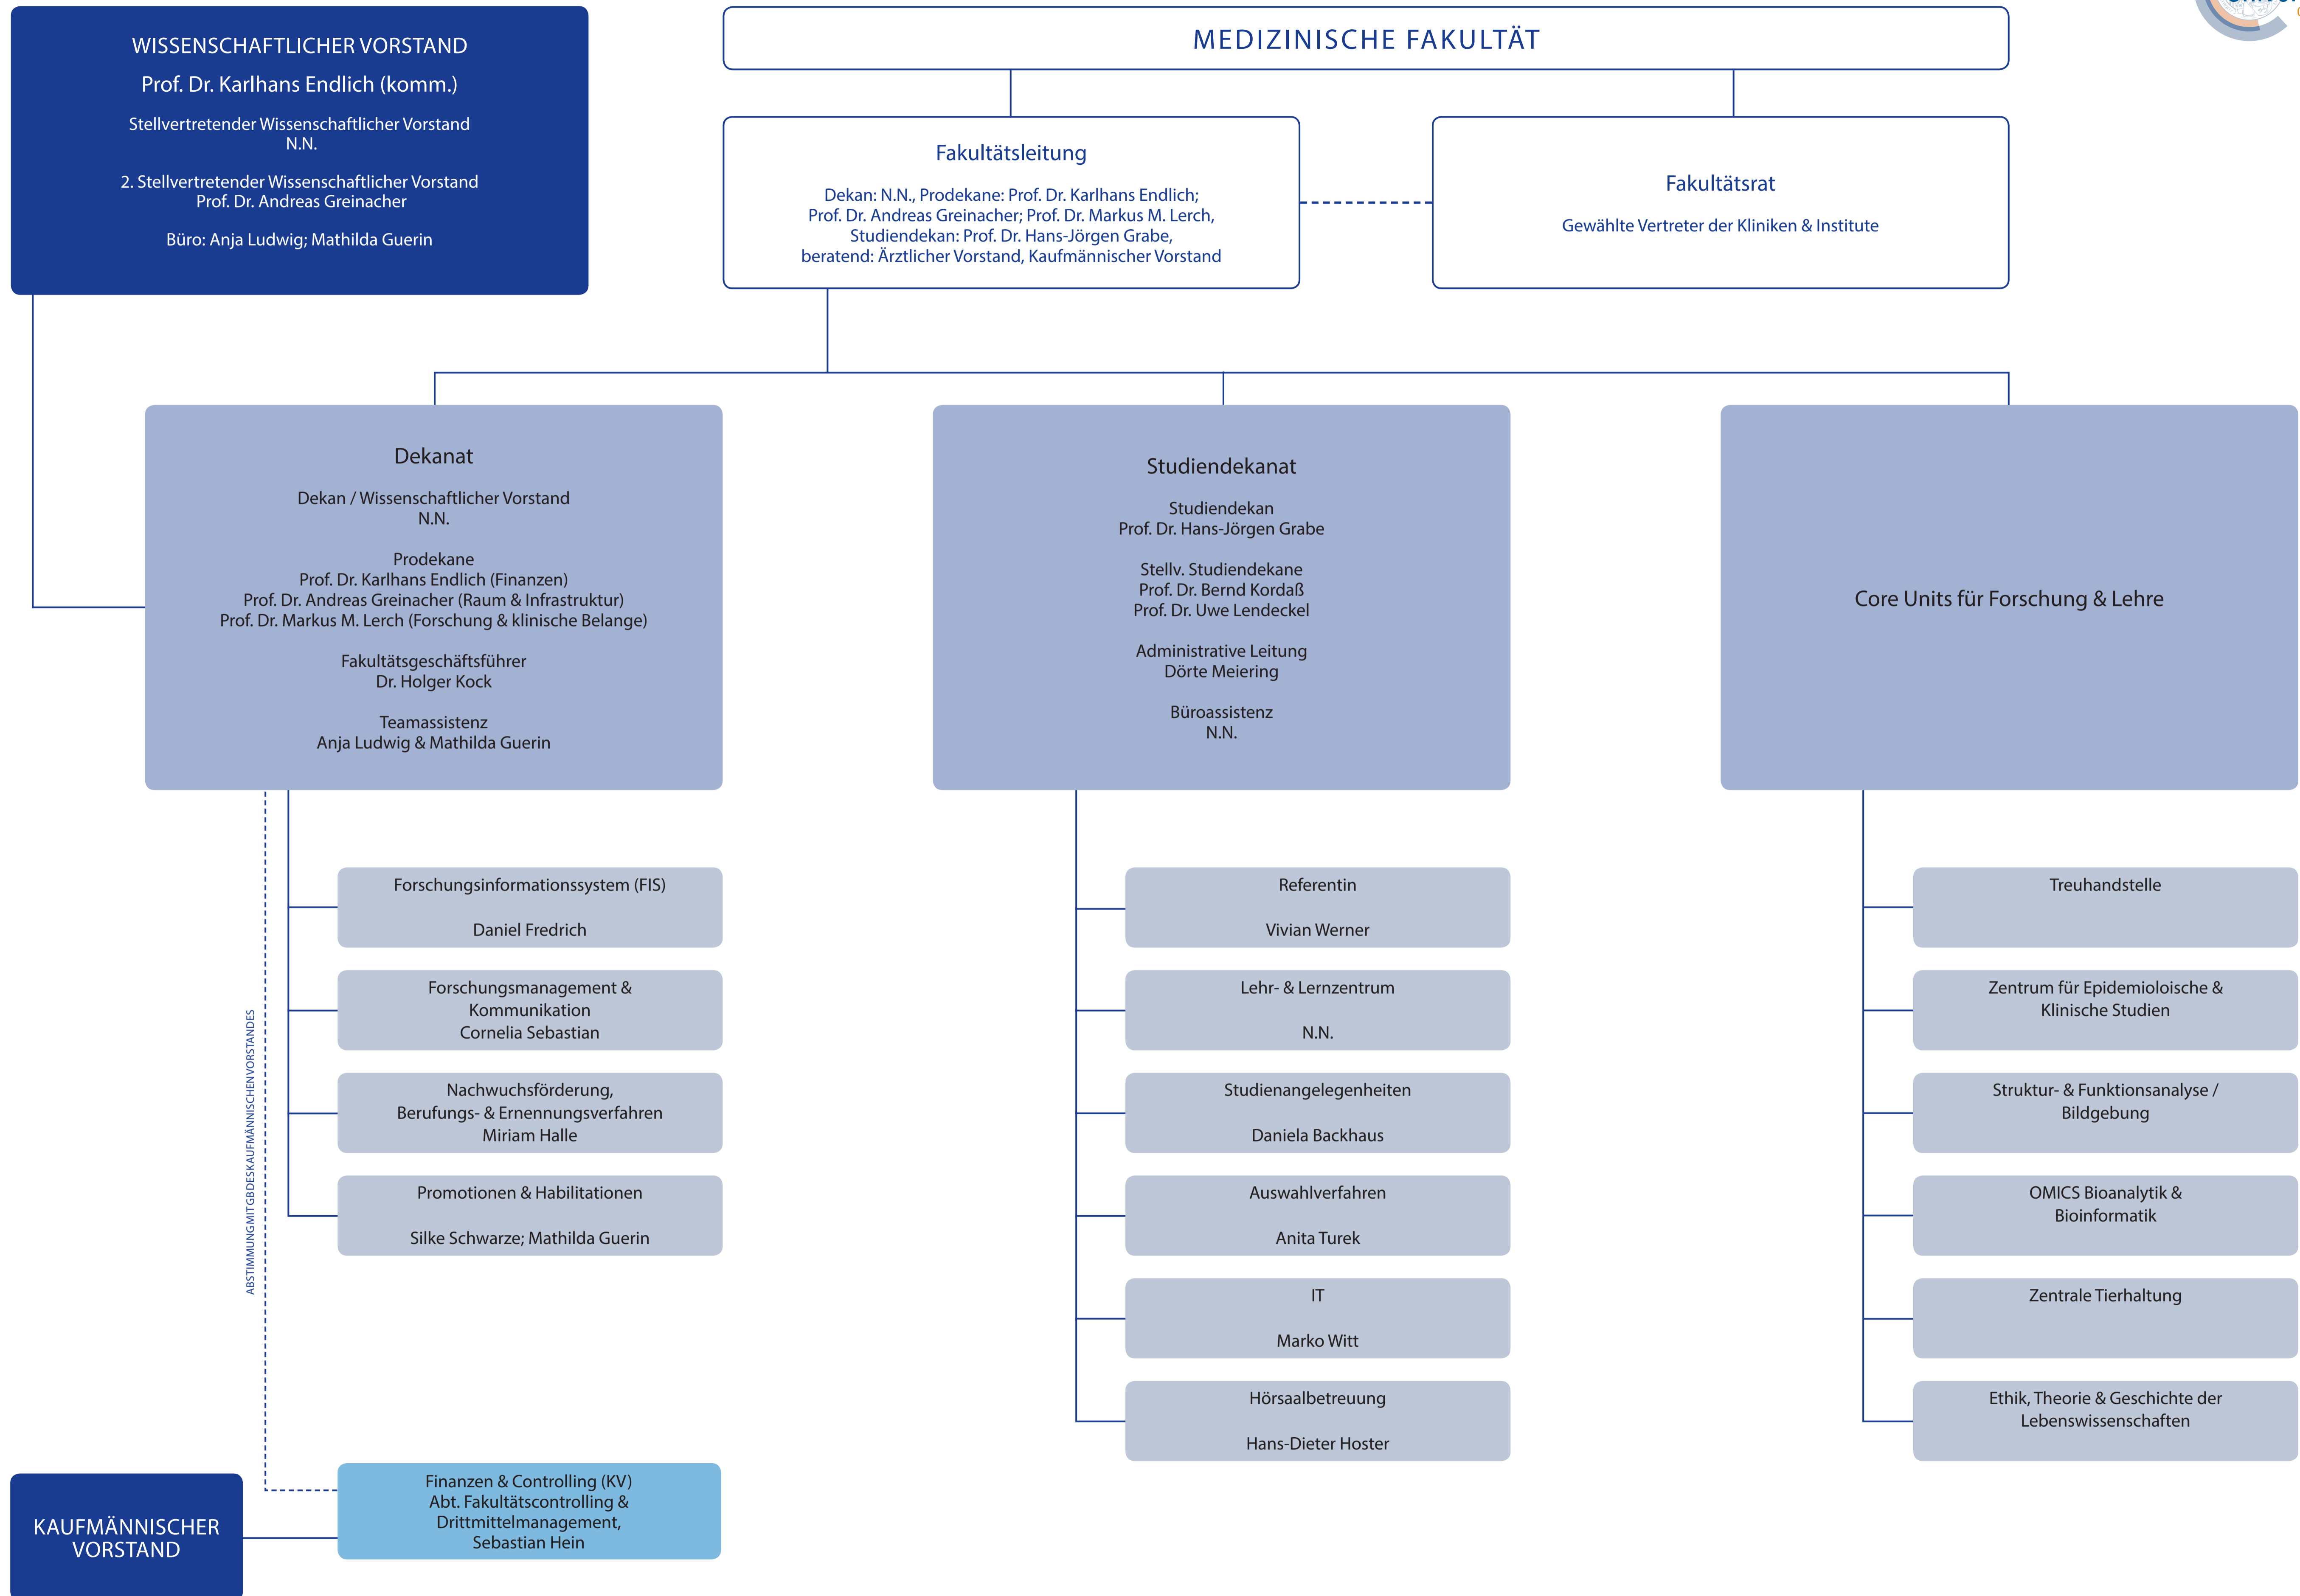 WISSENSCHAFTLICHER VORSTAND
Prof. Dr. Karlhans Endlich (komm.)
Stellvertretender Wissenschaftlicher Vorstand
N.N.
2. Stellvertretender Wissenschaftlicher Vorstand
Prof. Dr. Andreas Greinacher
Büro: Anja Ludwig; Mathilda Guerin
MEDIZINISCHE FAKULTÄT
Fakultätsleitung
Dekan: N.N., Prodekane: Prof. Dr. Karlhans Endlich;
Prof. Dr. Andreas Greinacher; Prof. Dr. Markus M. Lerch,
Studiendekan: Prof. Dr. Hans-Jörgen Grabe,
beratend: Ärztlicher Vorstand, Kaufmännischer Vorstand
Fakultätsrat
Gewählte Vertreter der Kliniken & Institute
Dekanat
Dekan / Wissenschaftlicher Vorstand
N.N.
Prodekane
Prof. Dr. Karlhans Endlich (Finanzen)
Prof. Dr. Andreas Greinacher (Raum & Infrastruktur)
Prof. Dr. Markus M. Lerch (Forschung & klinische Belange)
Fakultätsgeschäftsführer
Dr. Holger Kock
Teamassistenz
Anja Ludwig & Mathilda Guerin
Studiendekanat
Studiendekan
Prof. Dr. Hans-Jörgen Grabe
Stellv. Studiendekane
Prof. Dr. Bernd Kordaß
Prof. Dr. Uwe Lendeckel
Administrative Leitung
Dörte Meiering
Büroassistenz
N.N.
Core Units für Forschung & Lehre
Forschungsinformationssystem (FIS)
Daniel Fredrich
Forschungsmanagement &
Kommunikation
Cornelia Sebastian
Nachwuchsförderung,
Berufungs- & Ernennungsverfahren
Miriam Halle
Promotionen & Habilitationen
Silke Schwarze; Mathilda Guerin
ABSTIMMUNG MIT GB DES KAUFMÄNNISCHEN VORSTANDES
Referentin
Vivian Werner
Lehr- & Lernzentrum
N.N.
Studienangelegenheiten
Daniela Backhaus
Auswahlverfahren
Anita Turek
IT
Marko Witt
Hörsaalbetreuung
Hans-Dieter Hoster
Treuhandstelle
Zentrum für Epidemioloische &
Klinische Studien
Struktur- & Funktionsanalyse /
Bildgebung
OMICS Bioanalytik &
Bioinformatik
Zentrale Tierhaltung
Ethik, Theorie & Geschichte der
Lebenswissenschaften
KAUFMÄNNISCHER
VORSTAND
Finanzen & Controlling (KV)
Abt. Fakultätscontrolling &
Drittmittelmanagement,
Sebastian Hein